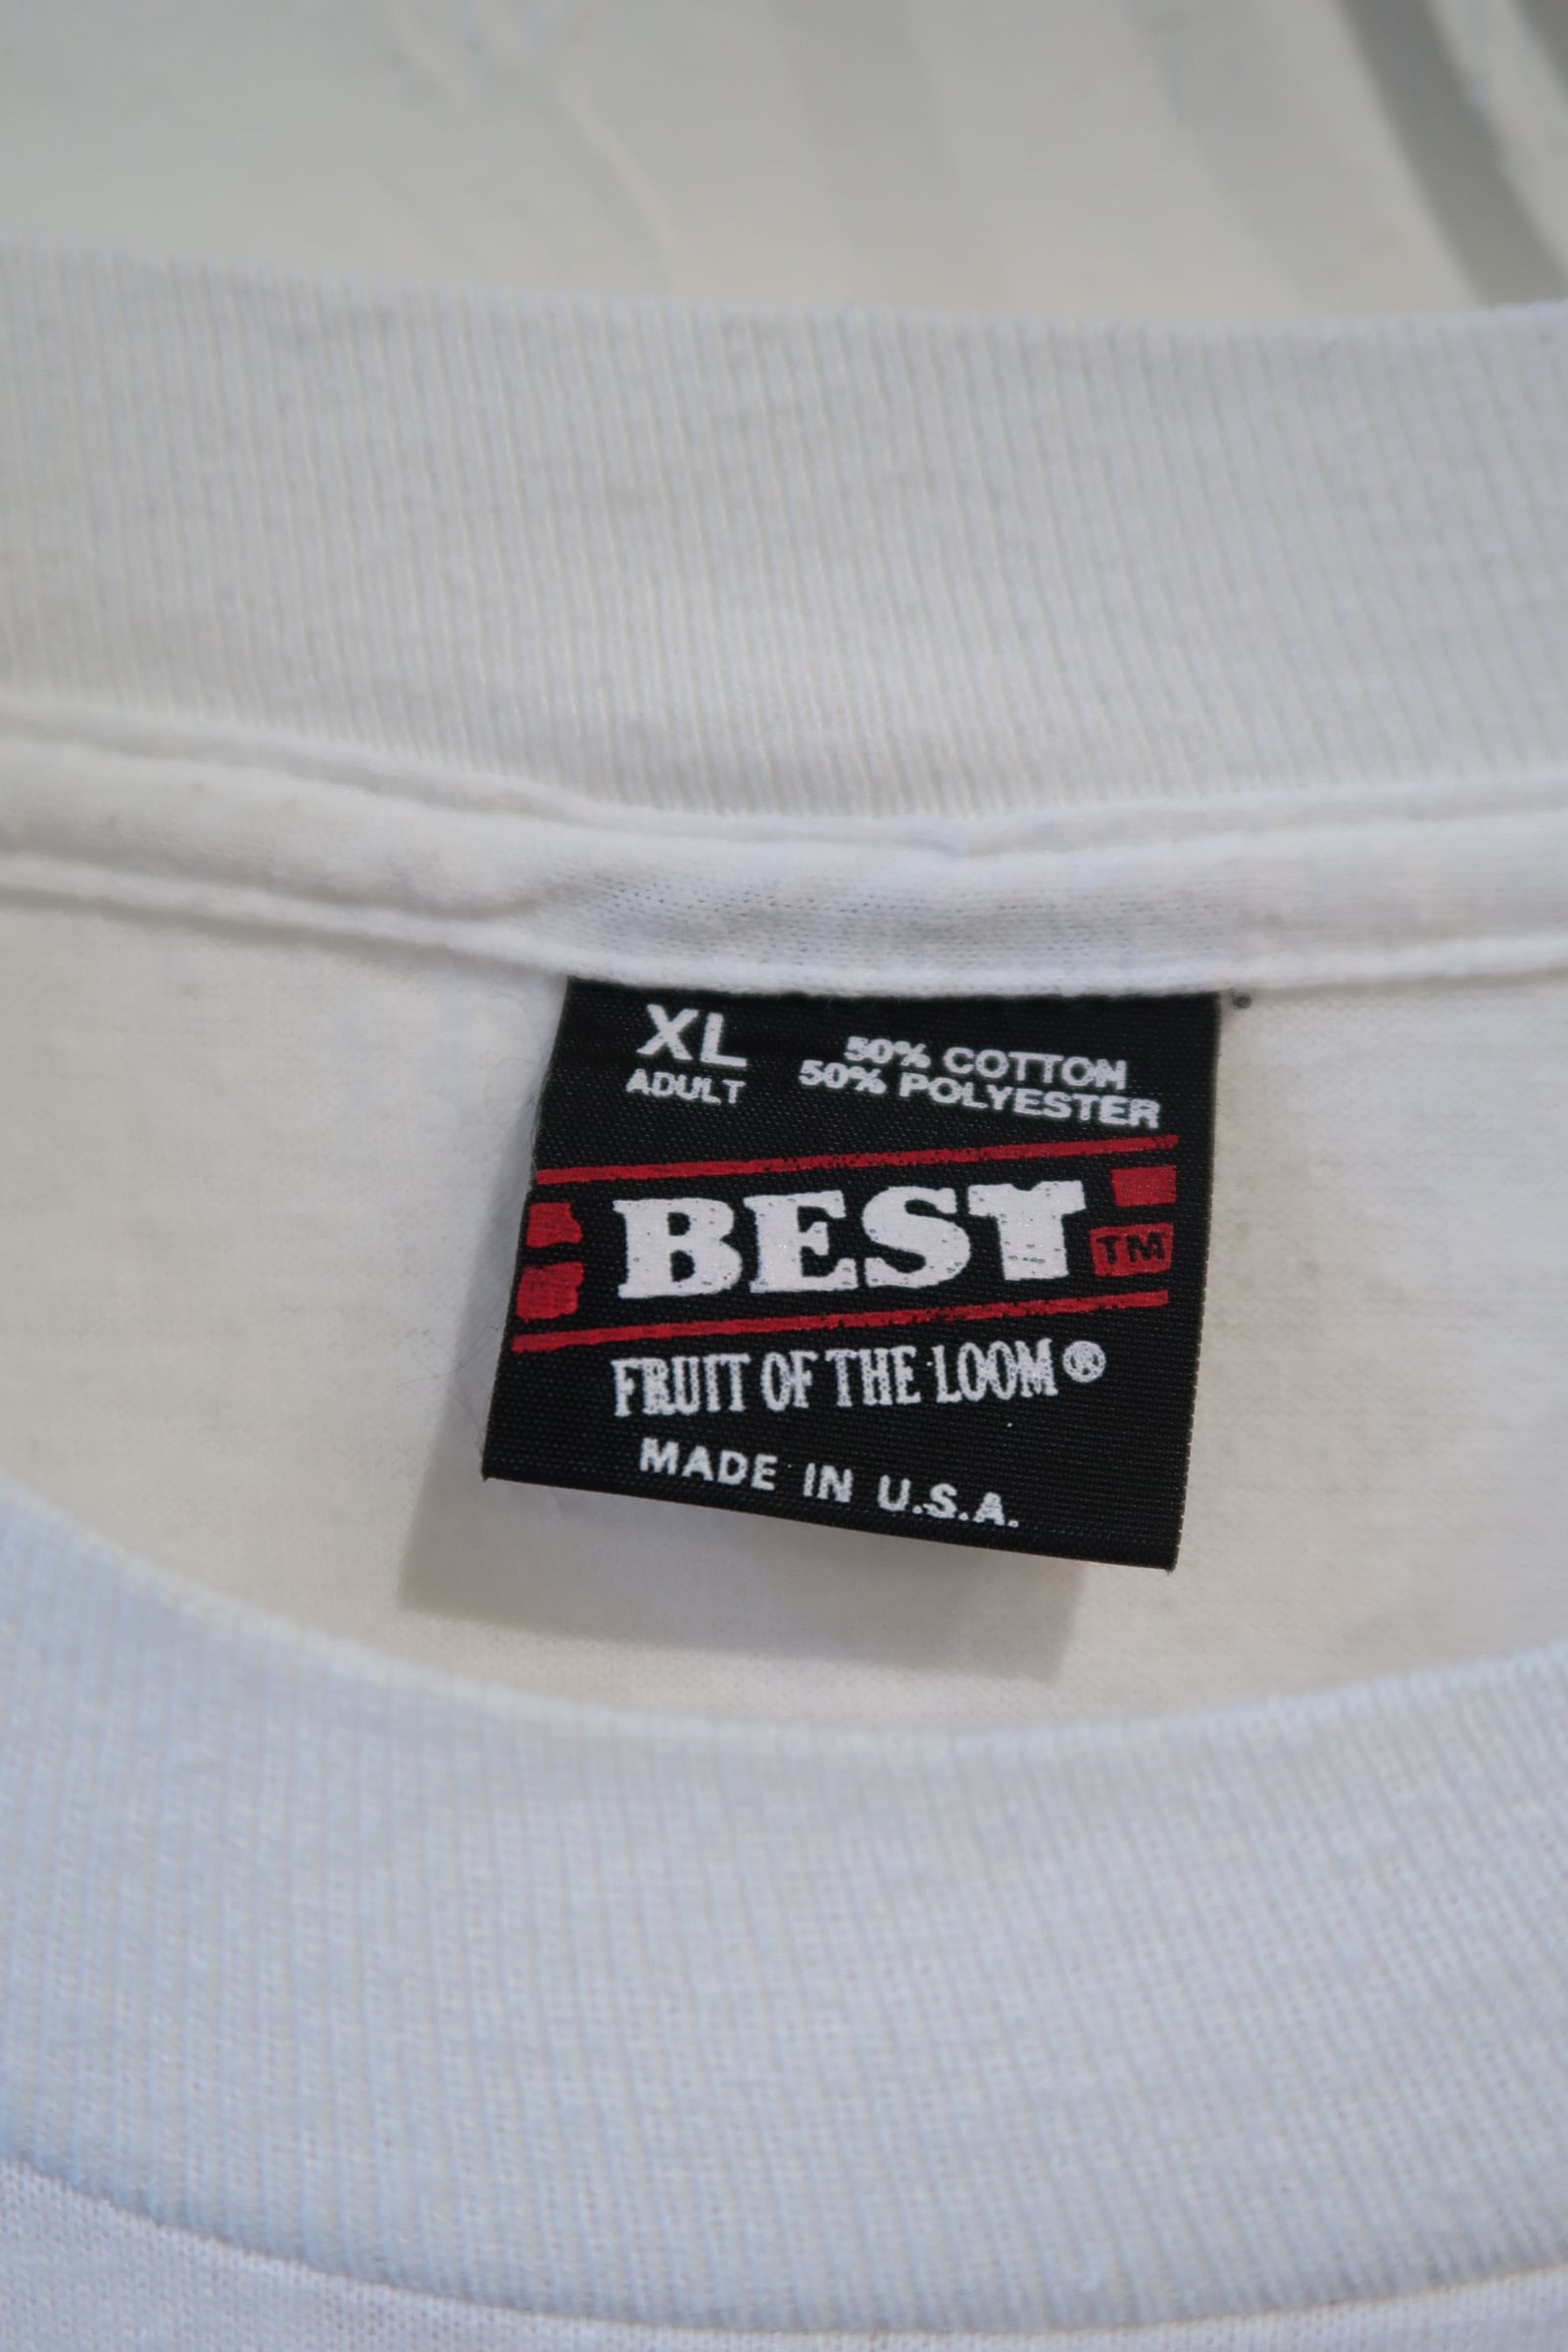 XL
ADULT
50% COTTON
50% POLYESTER
BEST TM
FRUIT OF THE LOOM®
MADE IN U.S.A.